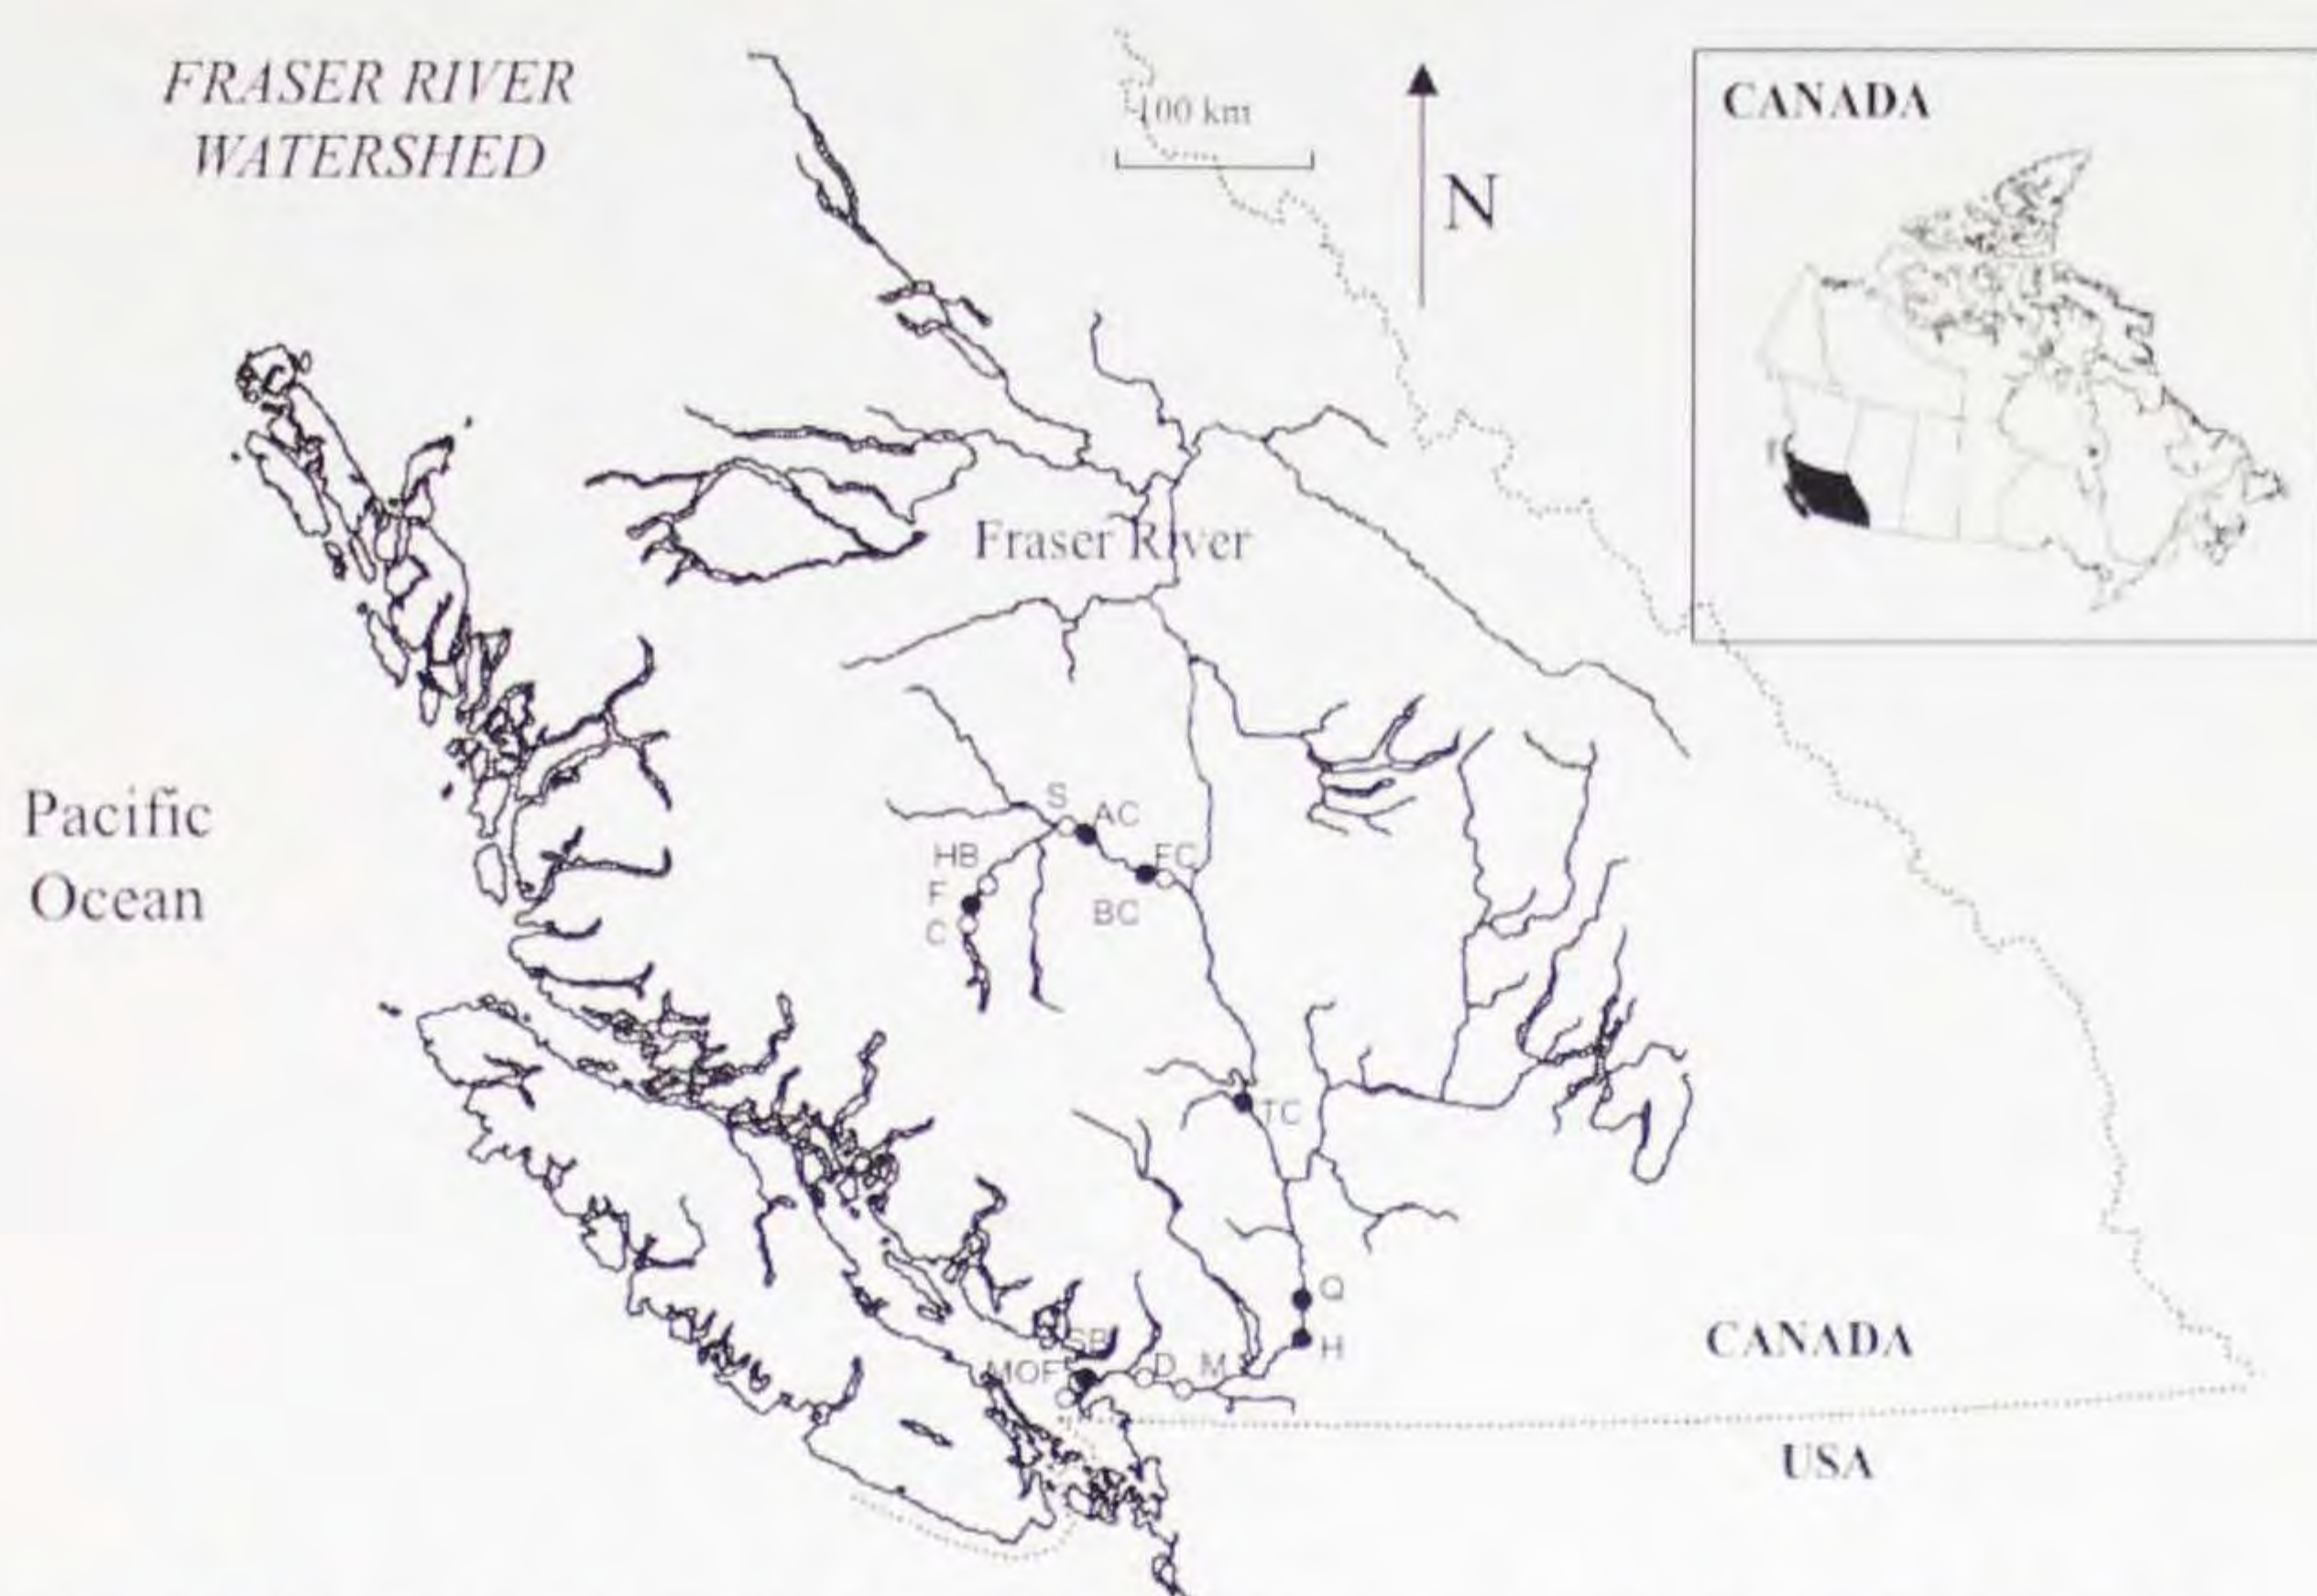 FRASER RIVER
WATERSHED
100 km
N
CANADA
Fraser River
Pacific
Ocean
S
AC
HB
FC
F
BC
C
TC
Q
H
SB
MOF
D
M
CANADA
USA